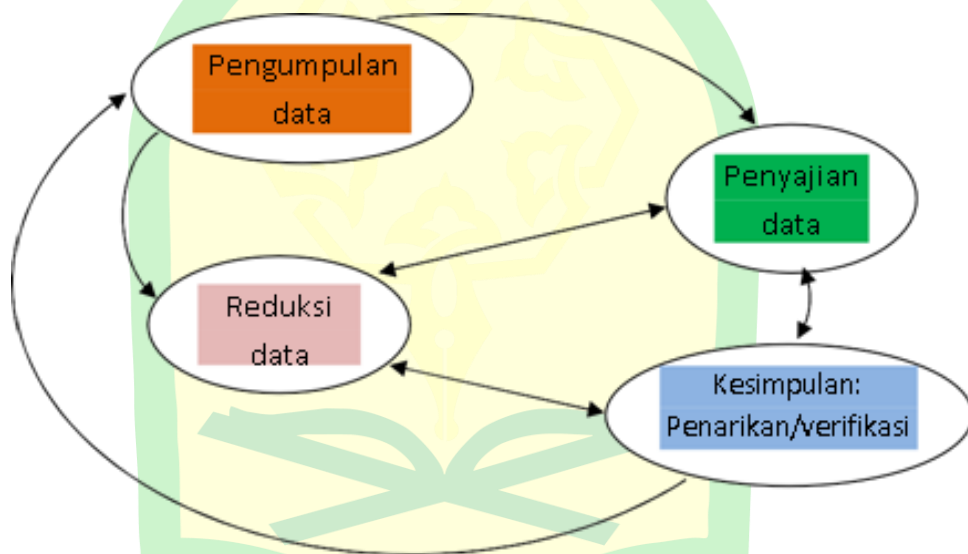 Pengumpulan
data
Penyajian
data
Reduksi
data
Kesimpulan:
Penarikan/verifikasi